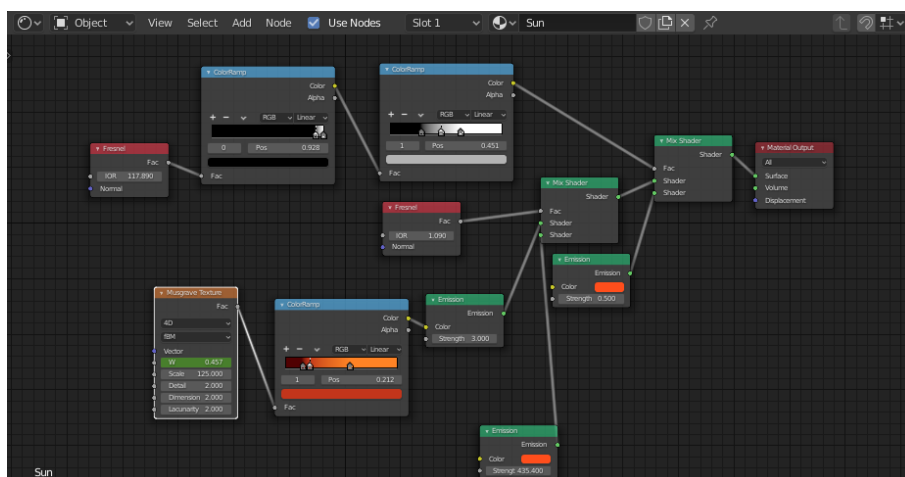 Object View Select Add Node Use Nodes Slot 1 Sun
ColorRamp
Color
Alpha
RGB Linear
0 Pos 0.928
Fac
ColorRamp
Color
Alpha
RGB Linear
1 Pos 0.451
Fac
Fresnel
Fac
IOR 117.890
Normal
Mix Shader
Shader
Fac
Shader
Shader
Material Output
All
Surface
Volume
Displacement
Mix Shader
Shader
Fac
Shader
Shader
Fresnel
Fac
IOR 1.090
Normal
Emission
Emission
Color
Strength 0.500
Musgrave Texture
Fac
4D
fBM
Vector
W 0.457
Scale 125.000
Detail 2.000
Dimension 2.000
Lacunarity 2.000
ColorRamp
Color
Alpha
RGB Linear
1 Pos 0.212
Fac
Emission
Emission
Color
Strength 3.000
Emission
Emission
Color
Strengt 435.400
Sun